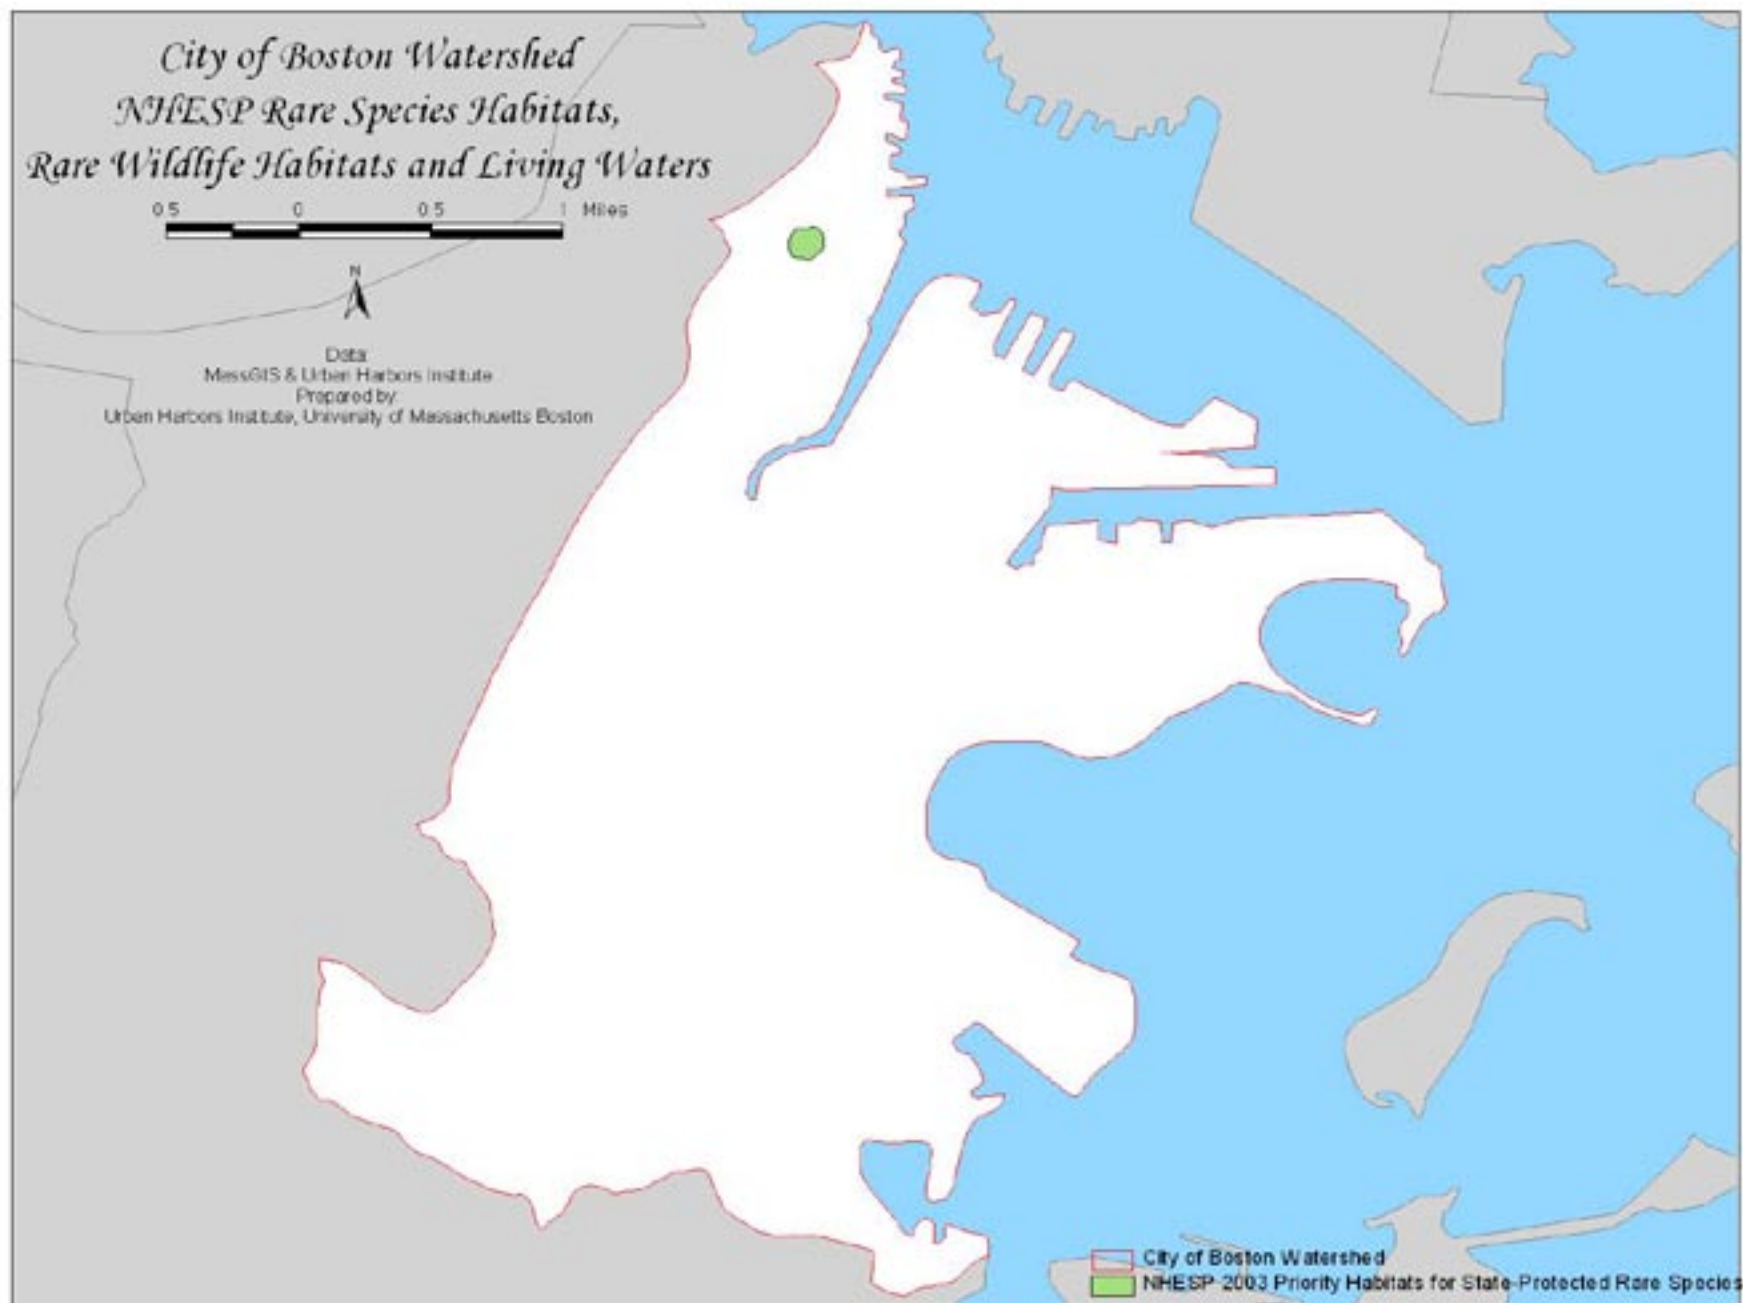 City of Boston Watershed
NHESP Rare Species Habitats,
Rare Wildlife Habitats and Living Waters
0.5 0 0.5 1 Miles
N
Data:
MassGIS & Urban Harbors Institute
Prepared by:
Urban Harbors Institute, University of Massachusetts Boston
City of Boston Watershed
NHESP 2003 Priority Habitats for State-Protected Rare Species